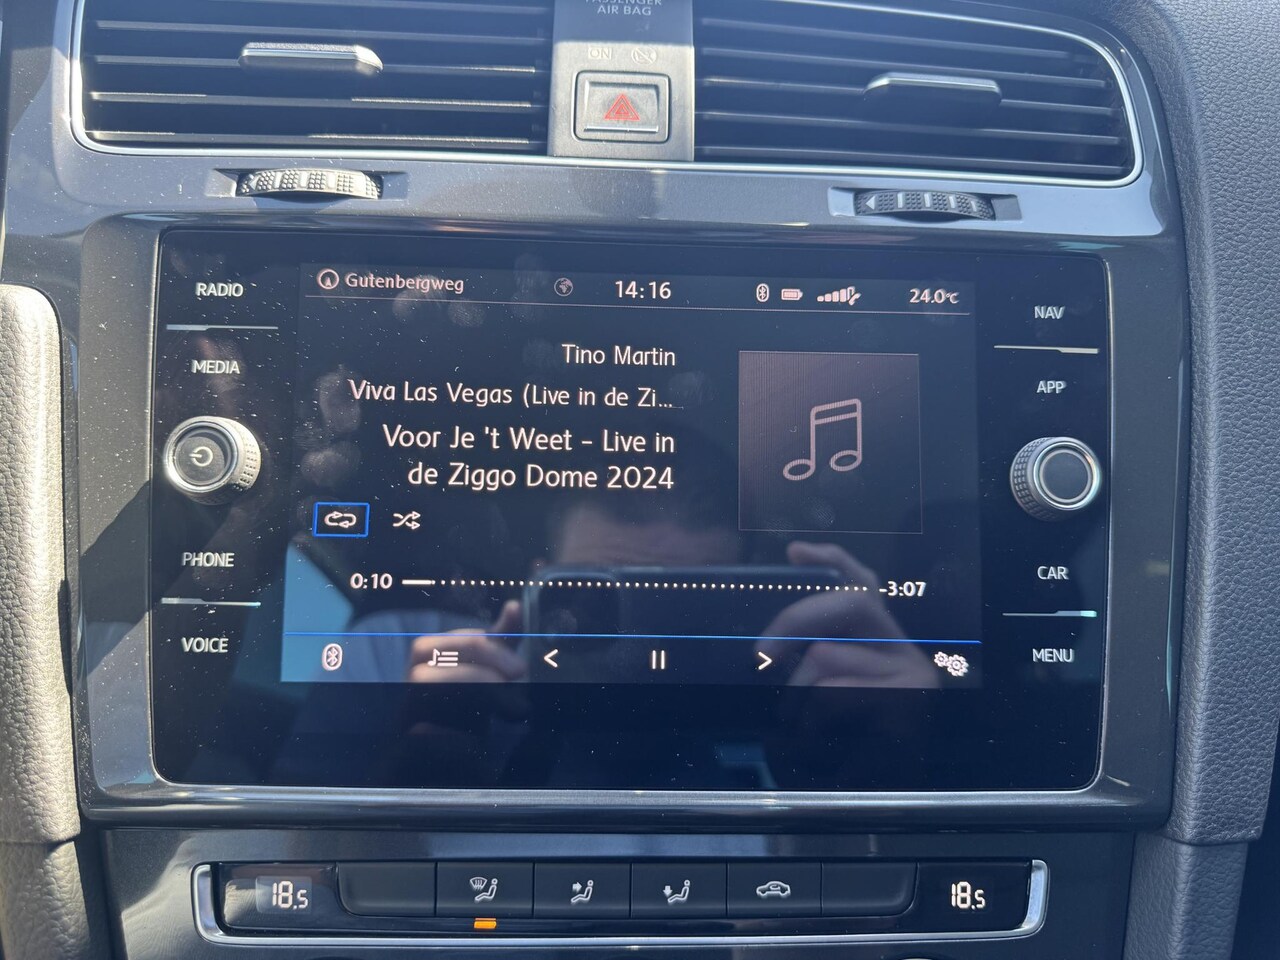 PASSENGER
AIR BAG
ON
RADIO
MEDIA
PHONE
VOICE
Gutenbergweg
14:16
24.0°C
Tino Martin
Viva Las Vegas (Live in de Zi...
Voor Je 't Weet - Live in
de Ziggo Dome 2024
0:10
-3:07
NAV
APP
CAR
MENU
18.5
18.5